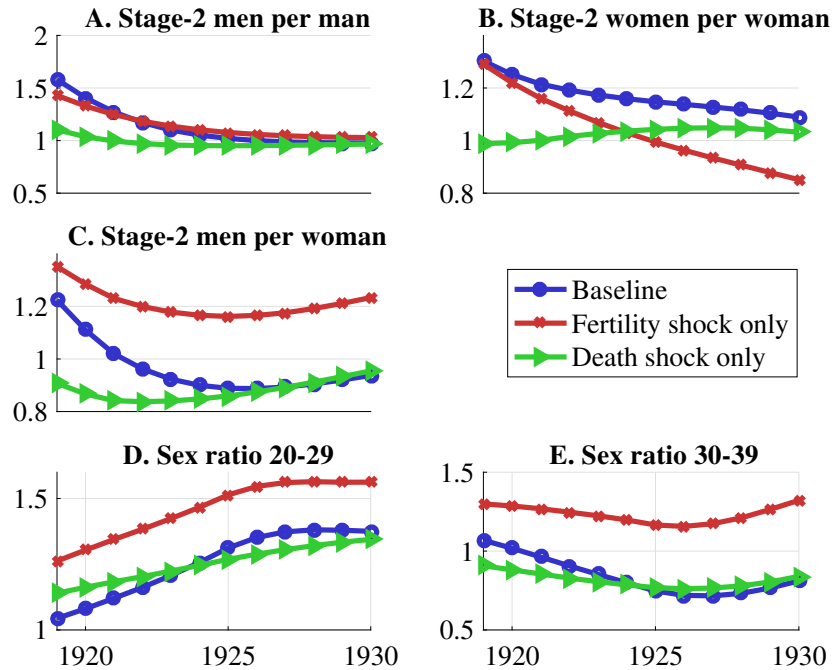 A. Stage-2 men per man
2
1.5
1
0.5
B. Stage-2 women per woman
1.2
1
0.8
C. Stage-2 men per woman
1.2
1
0.8
Baseline
Fertility shock only
Death shock only
D. Sex ratio 20-29
1.5
1
1920
1925
1930
E. Sex ratio 30-39
1.5
1
0.5
1920
1925
1930